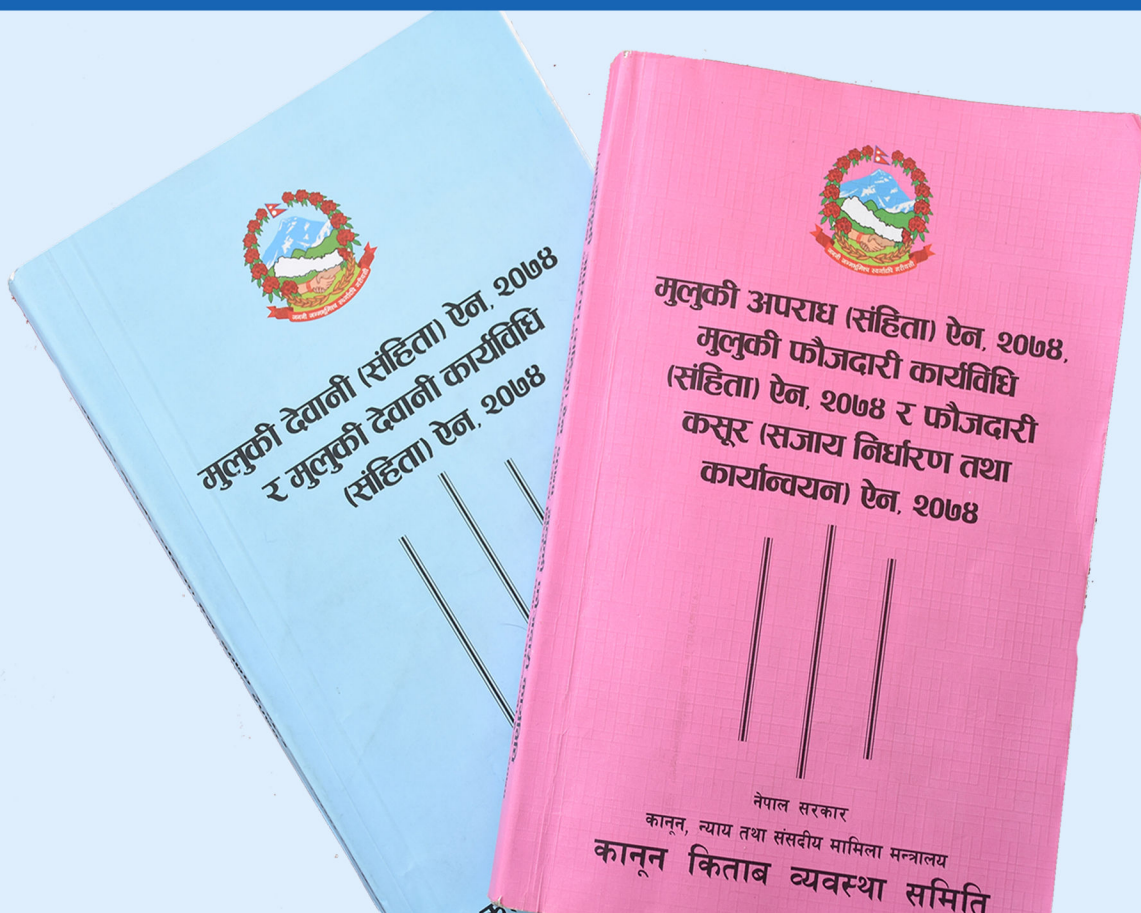 मुलुकी देवानी (संहिता) ऐन, २०७४
र मुलुकी देवानी कार्यविधि
(संहिता) ऐन, २०७४
मुलुकी अपराध (संहिता) ऐन, २०७४,
मुलुकी फौजदारी कार्यविधि
(संहिता) ऐन, २०७४ र फौजदारी
कसूर (सजाय निर्धारण तथा
कार्यान्वयन) ऐन, २०७४
नेपाल सरकार
कानून, न्याय तथा संसदीय मामिला मन्त्रालय
कानून किताब व्यवस्था समिति